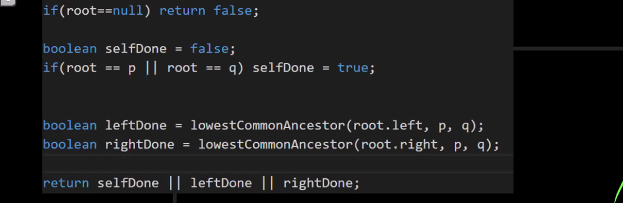 if(root==null) return false;
boolean selfDone = false;
if(root == p || root == q) selfDone = true;
boolean leftDone = lowestCommonAncestor(root.left, p, q);
boolean rightDone = lowestCommonAncestor(root.right, p, q);
return selfDone || leftDone || rightDone;